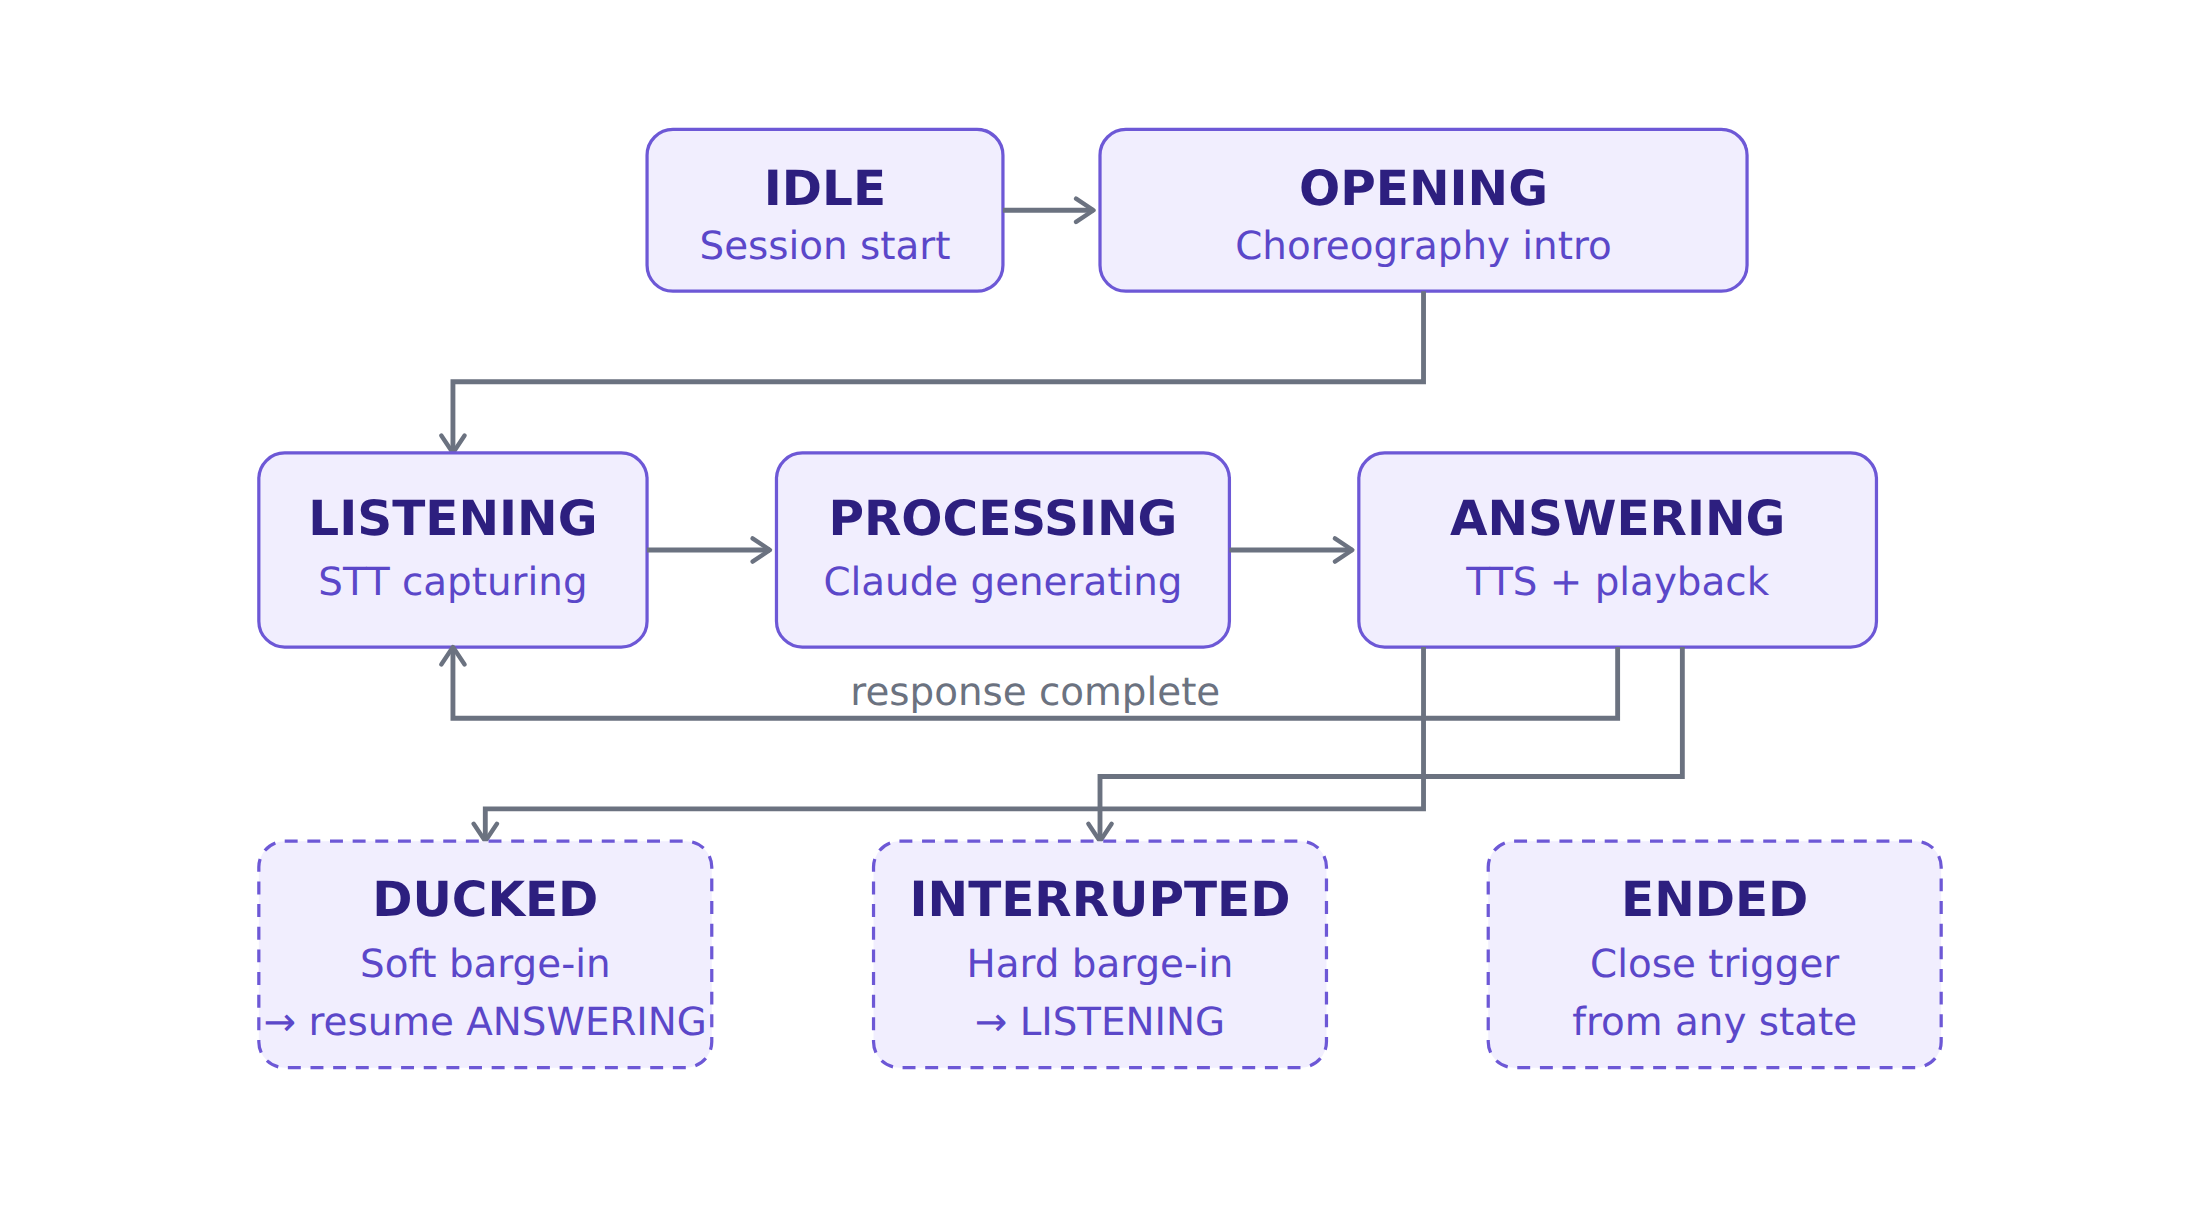 IDLE
Session start
OPENING
Choreography intro
LISTENING
STT capturing
PROCESSING
Claude generating
ANSWERING
TTS + playback
response complete
DUCKED
Soft barge-in
→ resume ANSWERING
INTERRUPTED
Hard barge-in
→ LISTENING
ENDED
Close trigger
from any state